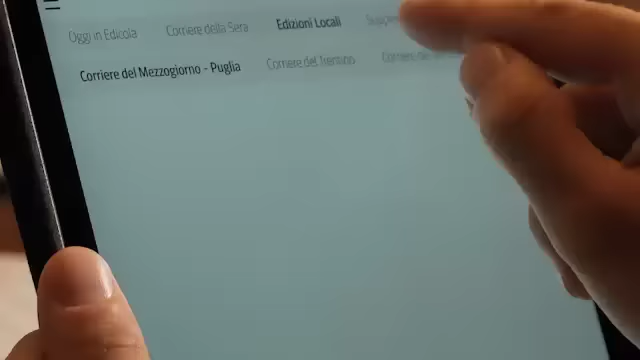 Oggi in Edicola Corriere della Sera Edizioni Locali
Corriere del Mezzogiorno - Puglia Corriere del Trentino